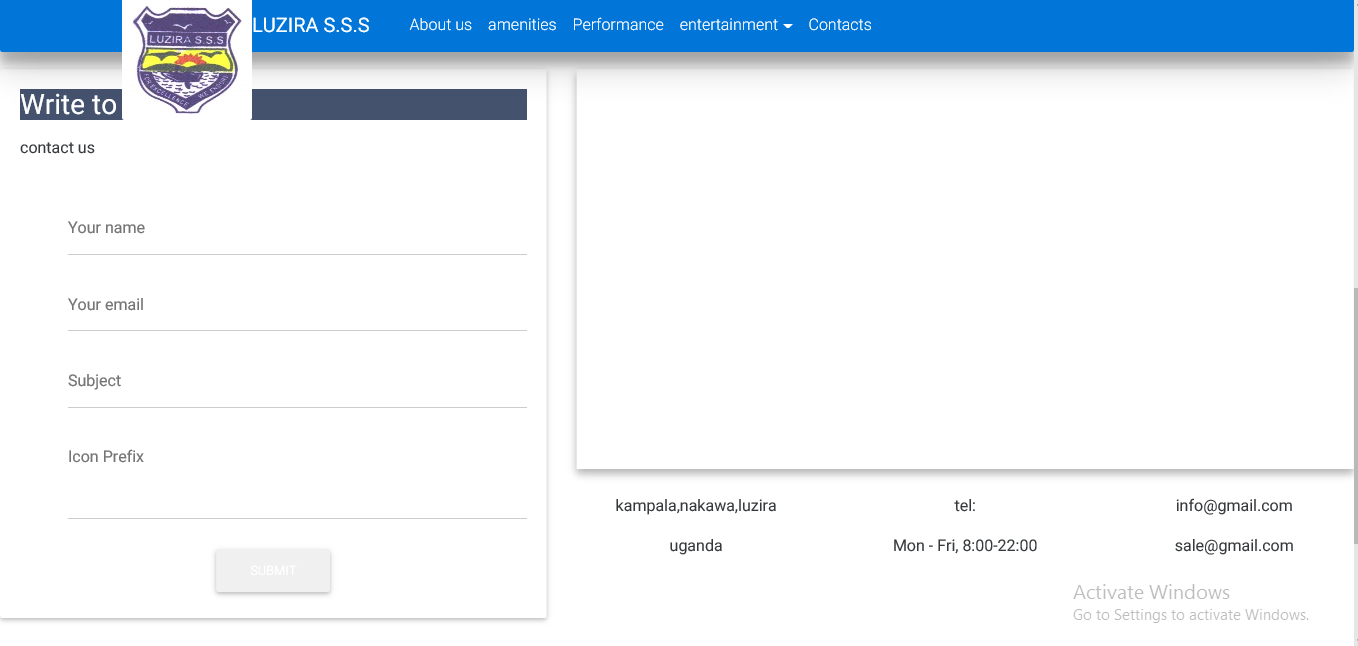 LUZIRA S.S.S
About us amenities Performance entertainment Contacts
LUZIRA S.S.S
Write to
contact us
Your name
Your email
Subject
Icon Prefix
SUBMIT
kampala,nakawa,luzira tel: info@gmail.com
uganda Mon - Fri, 8:00-22:00 sale@gmail.com
Activate Windows
Go to Settings to activate Windows.